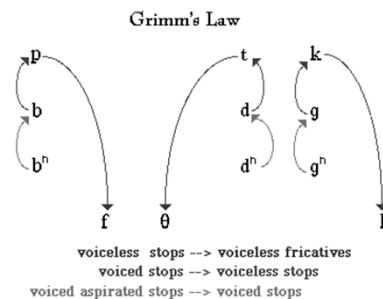 Grimm's Law
p t k
b d g
bʰ dʰ gʰ
f θ
voiceless stops --> voiceless fricatives
voiced stops --> voiceless stops
voiced aspirated stops --> voiced stops